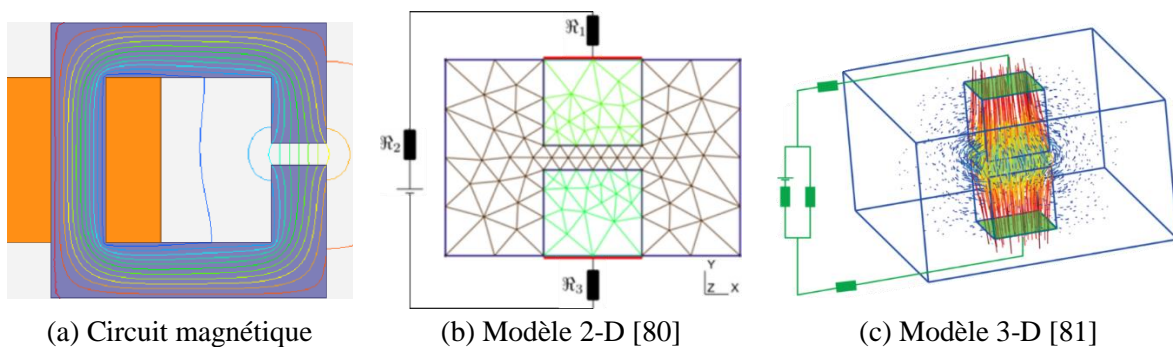 ℜ1
ℜ2
ℜ3
Y
Z X
(a) Circuit magnétique
(b) Modèle 2-D [80]
(c) Modèle 3-D [81]